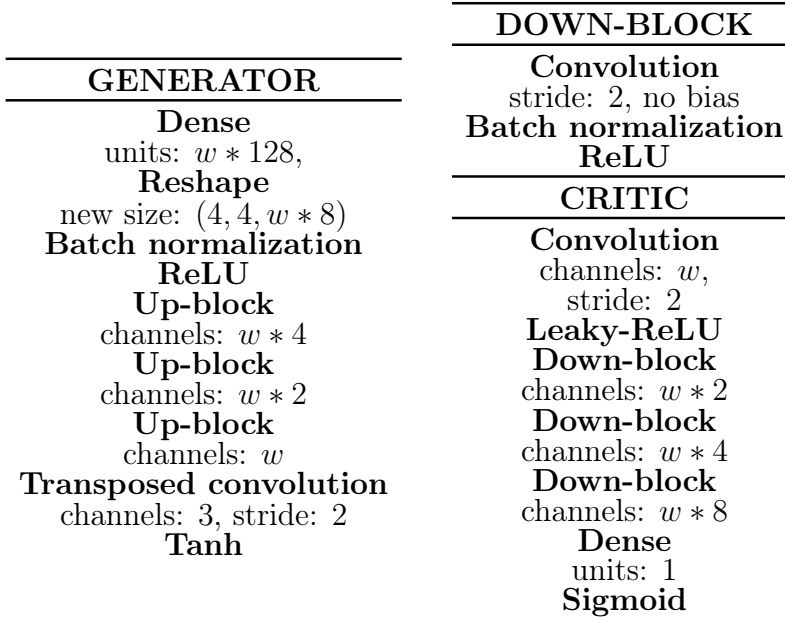 GENERATOR
Dense
units: w ∗ 128,
Reshape
new size: (4, 4, w ∗ 8)
Batch normalization
ReLU
Up-block
channels: w ∗ 4
Up-block
channels: w ∗ 2
Up-block
channels: w
Transposed convolution
channels: 3, stride: 2
Tanh
DOWN-BLOCK
Convolution
stride: 2, no bias
Batch normalization
ReLU
CRITIC
Convolution
channels: w,
stride: 2
Leaky-ReLU
Down-block
channels: w ∗ 2
Down-block
channels: w ∗ 4
Down-block
channels: w ∗ 8
Dense
units: 1
Sigmoid